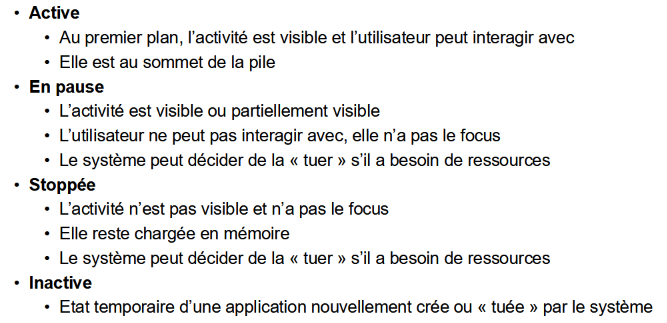 • Active
• Au premier plan, l’activité est visible et l’utilisateur peut interagir avec
• Elle est au sommet de la pile
• En pause
• L’activité est visible ou partiellement visible
• L’utilisateur ne peut pas interagir avec, elle n’a pas le focus
• Le système peut décider de la « tuer » s’il a besoin de ressources
• Stoppée
• L’activité n’est pas visible et n’a pas le focus
• Elle reste chargée en mémoire
• Le système peut décider de la « tuer » s’il a besoin de ressources
• Inactive
• Etat temporaire d’une application nouvellement crée ou « tuée » par le système